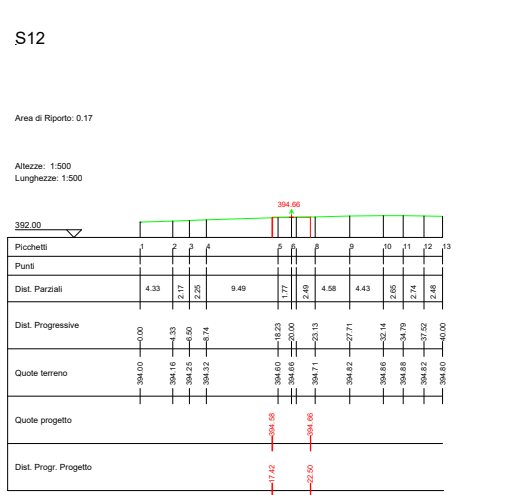 S12
Area di Riporto: 0.17
Altezze: 1:500
Lunghezze: 1:500
394.66
392.00
Picchetti 1 2 3 4 5 6 8 9 10 11 12 13
Punti
Dist. Parziali 4.33 2.17 2.25 9.49 1.77 2.49 4.58 4.43 2.65 2.74 2.48
Dist. Progressive 0.00 4.33 6.50 8.74 18.23 20.00 23.13 27.71 32.14 34.79 37.52 40.00
Quote terreno 394.00 394.16 394.25 394.32 394.60 394.66 394.71 394.82 394.86 394.88 394.82 394.80
Quote progetto 394.58 394.66
Dist. Progr. Progetto 17.42 22.50